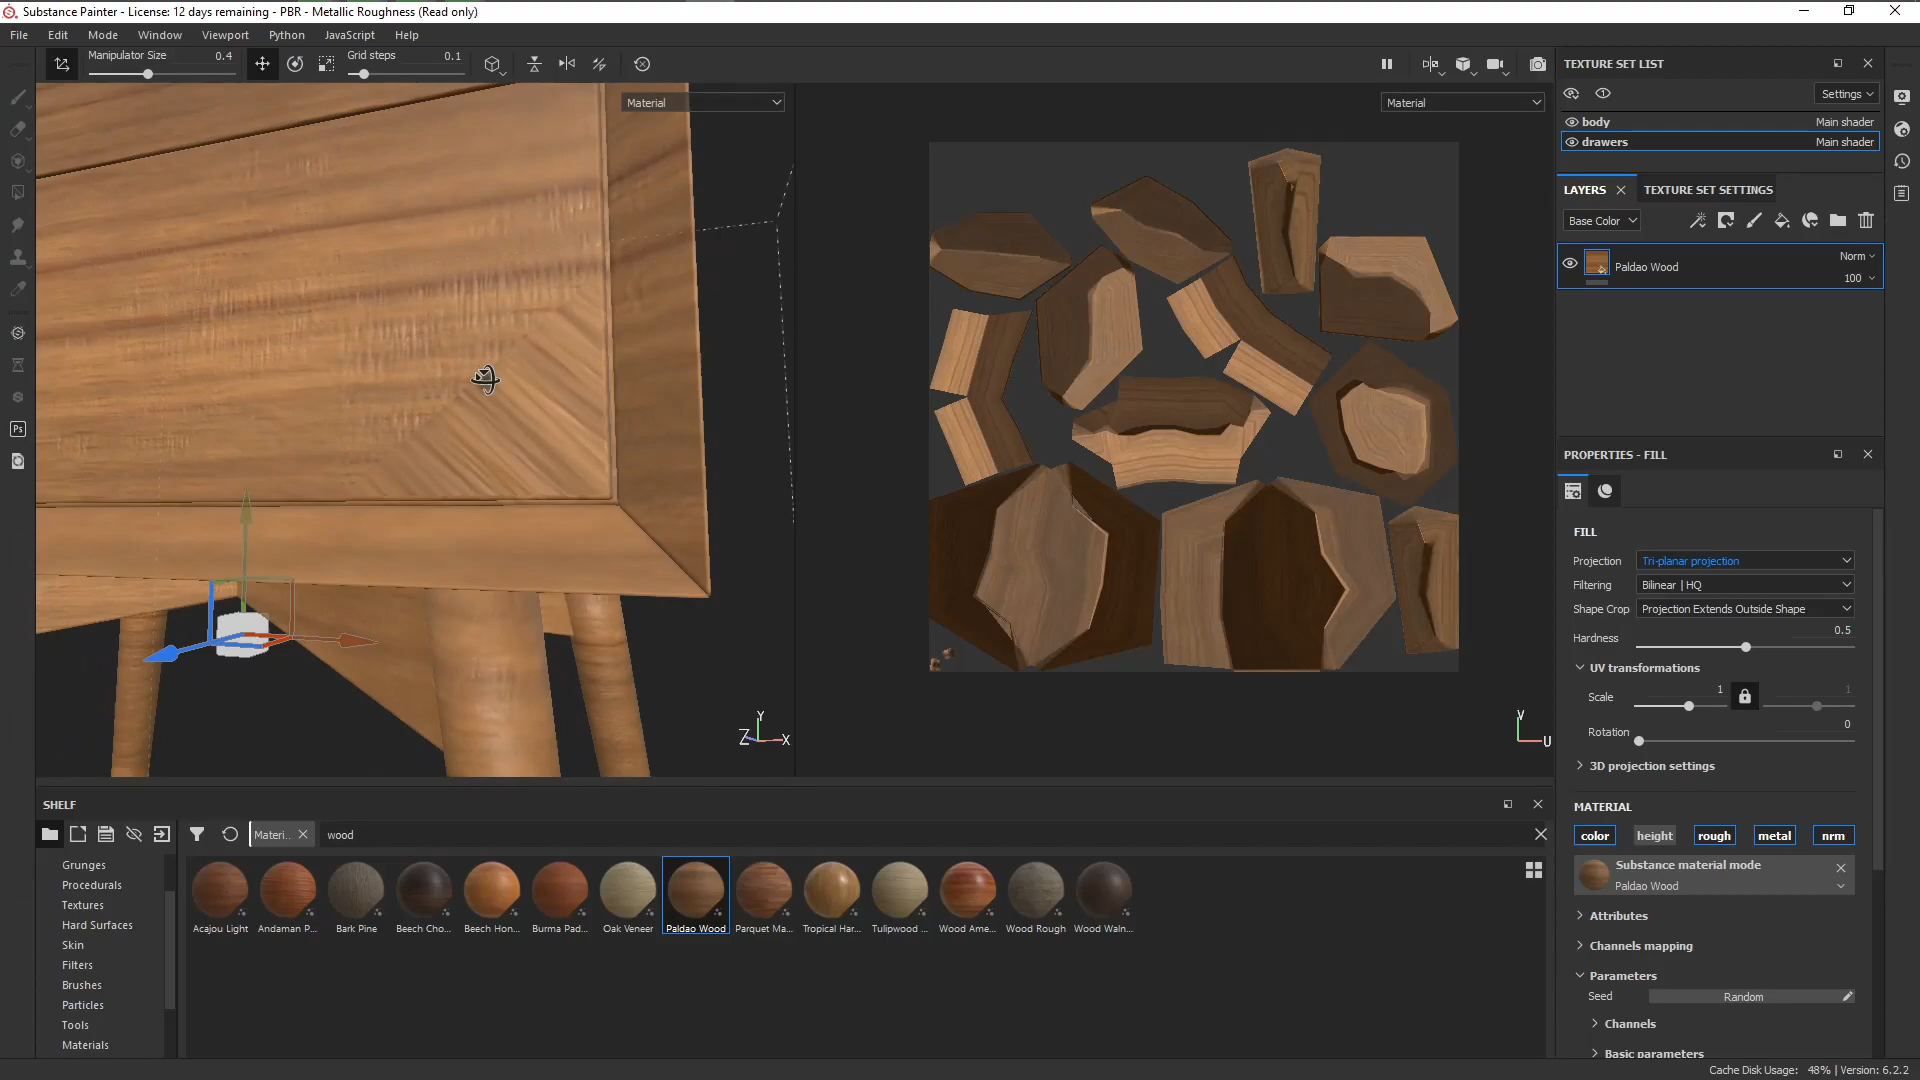 Substance Painter - License: 12 days remaining - PBR - Metallic Roughness (Read only)
File Edit Mode Window Viewport Python JavaScript Help
Manipulator Size 0.4
Grid steps 0.1
Material
Material
Y
Z
X
V
U
TEXTURE SET LIST
Settings
body Main shader
drawers Main shader
LAYERS
TEXTURE SET SETTINGS
Base Color
Paldao Wood
Norm
100
PROPERTIES - FILL
FILL
Projection Tri-planar projection
Filtering Bilinear | HQ
Shape Crop Projection Extends Outside Shape
Hardness 0.5
UV transformations
Scale 1 1
Rotation 0
3D projection settings
MATERIAL
color height rough metal nrm
Substance material mode
Paldao Wood
Attributes
Channels mapping
Parameters
Seed Random
Channels
Basic parameters
Ps
SHELF
Materi... wood
Grunges
Procedurals
Textures
Hard Surfaces
Skin
Filters
Brushes
Particles
Tools
Materials
Acajou Light Andaman P... Bark Pine Beech Cho... Beech Hon... Burma Pad... Oak Veneer Paldao Wood Parquet Ma... Tropical Har... Tulipwood ... Wood Ame... Wood Rough Wood Waln...
Cache Disk Usage: 48% | Version: 6.2.2